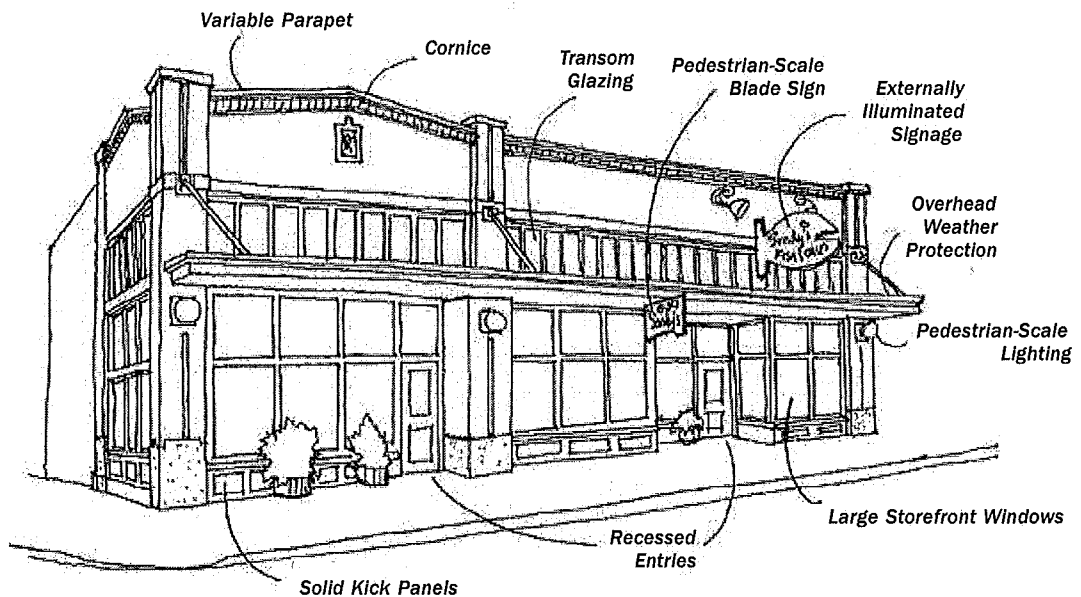 Variable Parapet
Cornice
Transom
Glazing
Pedestrian-Scale
Blade Sign
Externally
Illuminated
Signage
Overhead
Weather
Protection
Pedestrian-Scale
Lighting
Large Storefront Windows
Recessed
Entries
Solid Kick Panels